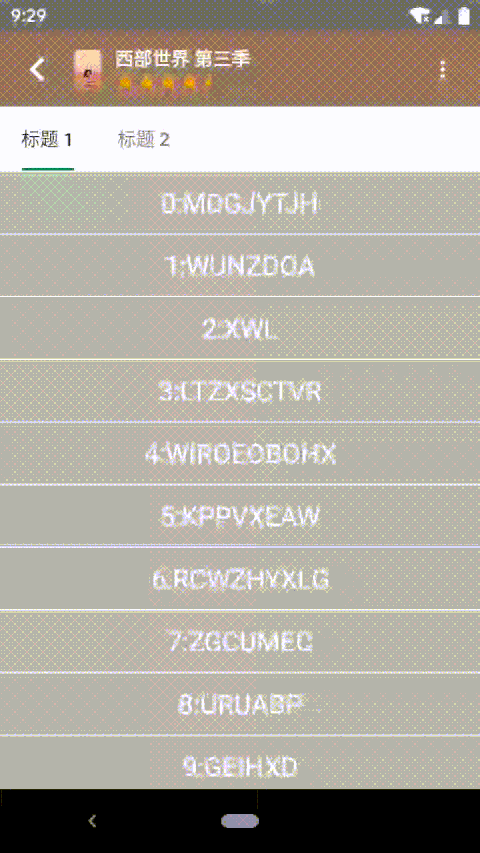 9:29
西部世界 第三季
标题 1
标题 2
0:MDGJYTJH
1:WUNZDOA
2:XWL
3:LTZXSCTVR
4:WIROEOBOHX
5:KPPVXEAW
6:RCWZHYXLG
7:ZGCUMEC
8:URUABP
9:GEIHXD